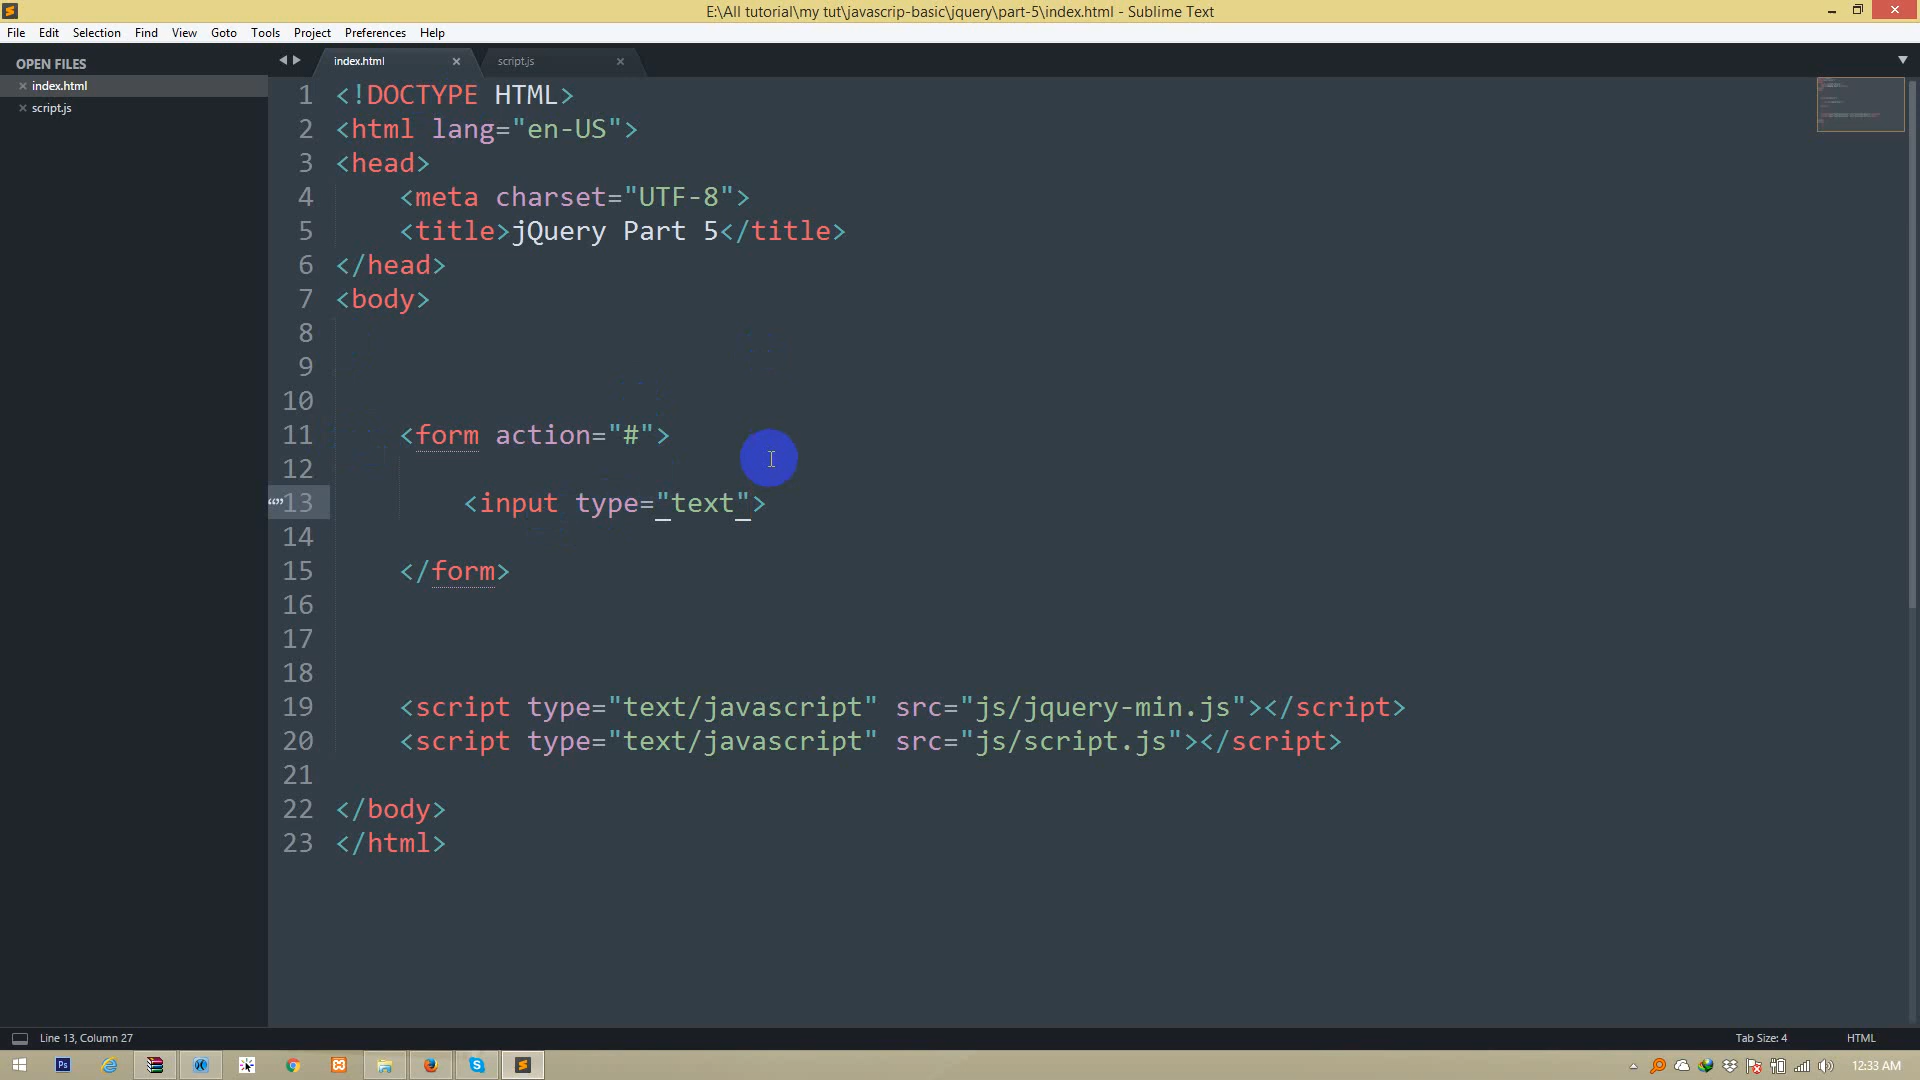 E:\All tutorial\my tut\javascrip-basic\jquery\part-5\index.html - Sublime Text
File Edit Selection Find View Goto Tools Project Preferences Help
OPEN FILES
index.html
script.js
index.html script.js
1 <!DOCTYPE HTML>
2 <html lang="en-US">
3 <head>
4 <meta charset="UTF-8">
5 <title>jQuery Part 5</title>
6 </head>
7 <body>
8
9
10
11 <form action="#">
12
13 <input type="text">
14
15 </form>
16
17
18
19 <script type="text/javascript" src="js/jquery-min.js"></script>
20 <script type="text/javascript" src="js/script.js"></script>
21
22 </body>
23 </html>
Line 13, Column 27 Tab Size: 4 HTML
Ps
12:33 AM